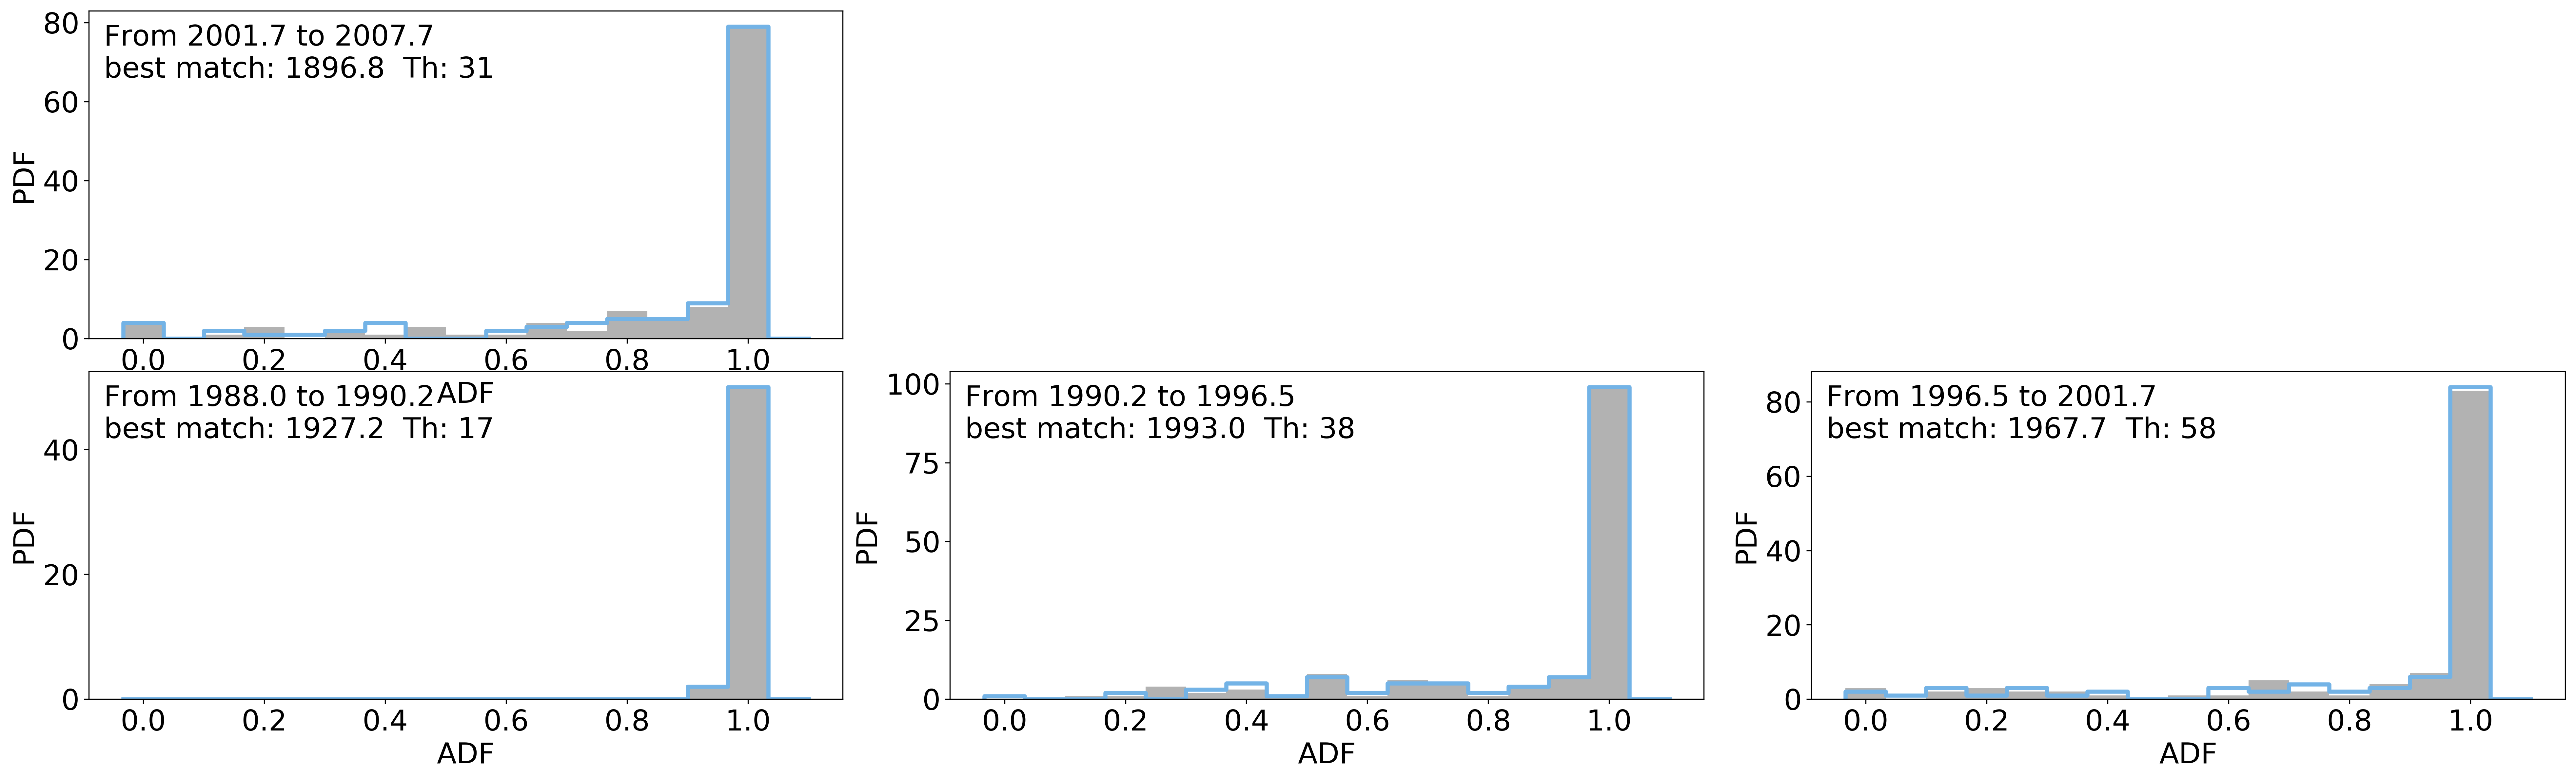 From 2001.7 to 2007.7
best match: 1896.8  Th: 31
PDF
80
60
40
20
0
0.0 0.2 0.4 0.6 0.8 1.0
ADF
From 1988.0 to 1990.2
best match: 1927.2  Th: 17
PDF
40
20
0
0.0 0.2 0.4 0.6 0.8 1.0
ADF
From 1990.2 to 1996.5
best match: 1993.0  Th: 38
PDF
100
75
50
25
0
0.0 0.2 0.4 0.6 0.8 1.0
ADF
From 1996.5 to 2001.7
best match: 1967.7  Th: 58
PDF
80
60
40
20
0
0.0 0.2 0.4 0.6 0.8 1.0
ADF